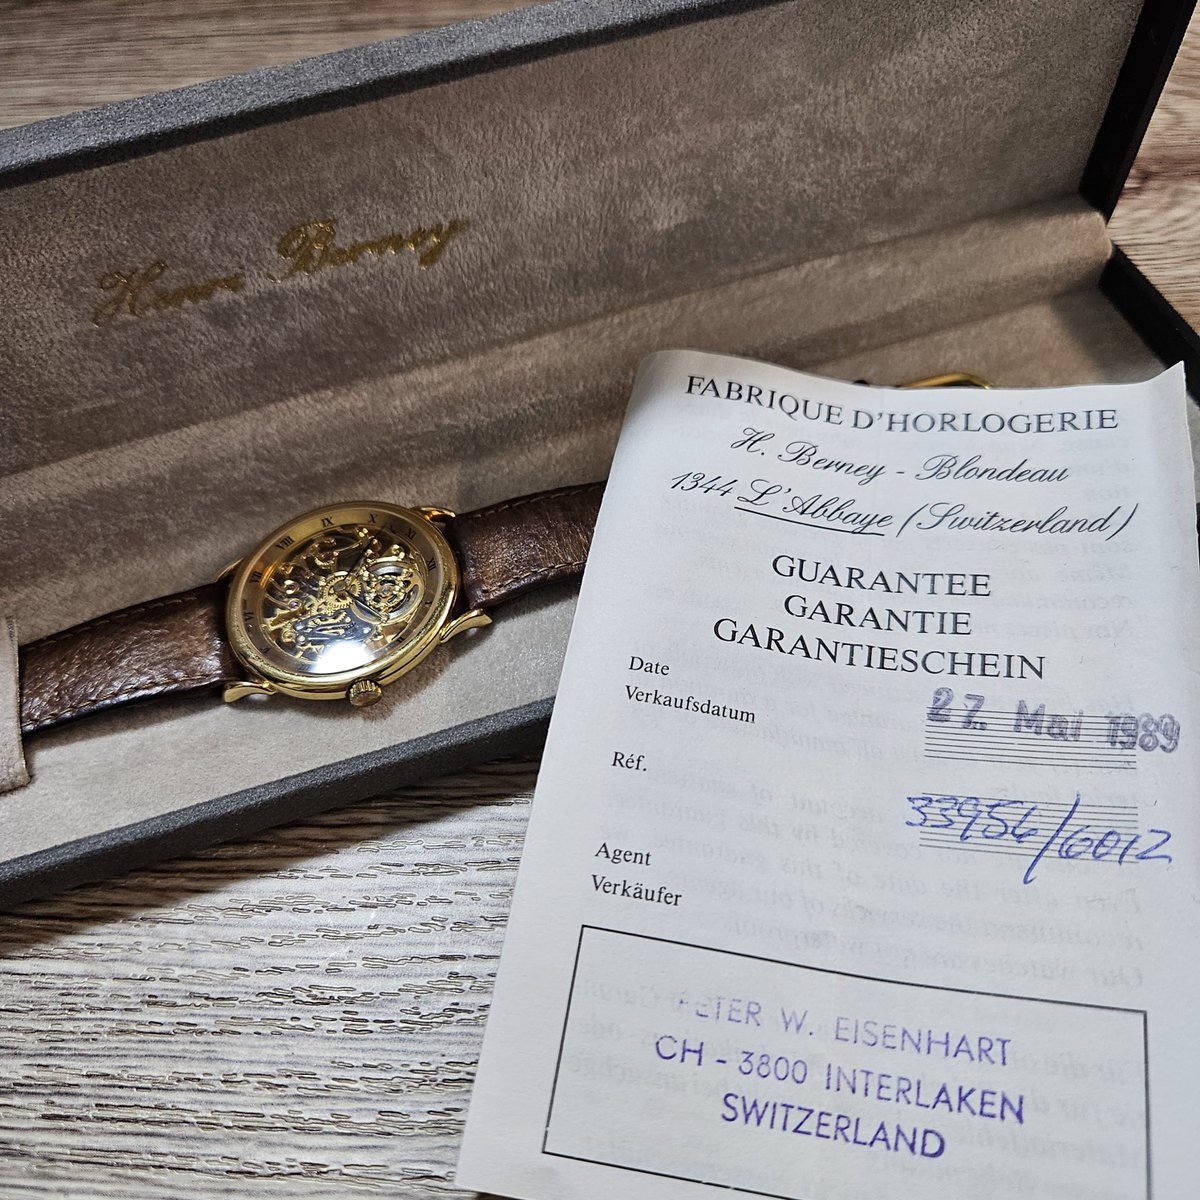 Henri Berney
FABRIQUE D'HORLOGERIE
H. Berney - Blondeau
1344 L'Abbaye (Switzerland)
GUARANTEE
GARANTIE
GARANTIESCHEIN
Date
Verkaufsdatum
27. Mai 1989
Réf.
33956/6012
Agent
Verkäufer
PETER W. EISENHART
CH - 3800 INTERLAKEN
SWITZERLAND